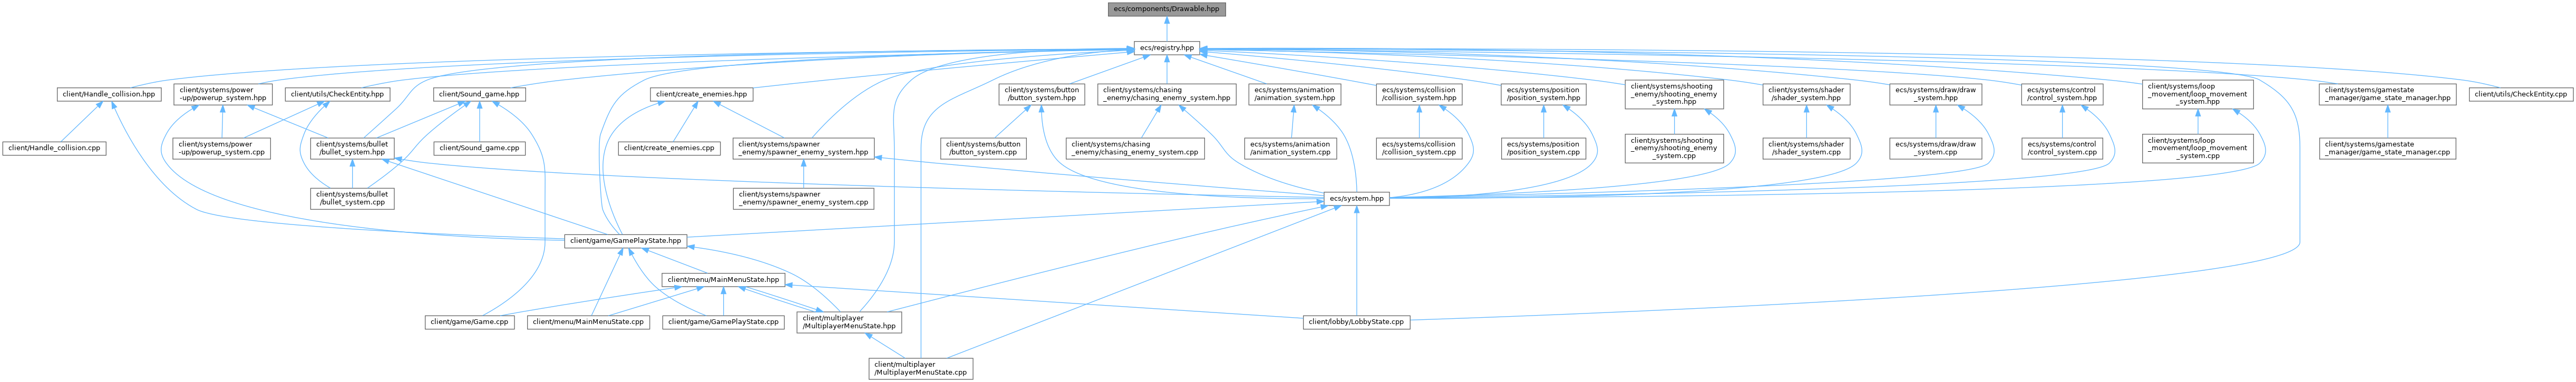 ecs/components/Drawable.hpp
ecs/registry.hpp
client/Handle_collision.hpp
client/systems/power
-up/powerup_system.hpp
client/utils/CheckEntity.hpp
client/Sound_game.hpp
client/create_enemies.hpp
client/systems/button
/button_system.hpp
client/systems/chasing
_enemy/chasing_enemy_system.hpp
ecs/systems/animation
/animation_system.hpp
ecs/systems/collision
/collision_system.hpp
ecs/systems/position
/position_system.hpp
client/systems/shooting
_enemy/shooting_enemy
_system.hpp
client/systems/shader
/shader_system.hpp
ecs/systems/draw/draw
_system.hpp
ecs/systems/control
/control_system.hpp
client/systems/loop
_movement/loop_movement
_system.hpp
client/systems/gamestate
_manager/game_state_manager.hpp
client/utils/CheckEntity.cpp
client/Handle_collision.cpp
client/systems/power
-up/powerup_system.cpp
client/systems/bullet
/bullet_system.hpp
client/Sound_game.cpp
client/create_enemies.cpp
client/systems/spawner
_enemy/spawner_enemy_system.hpp
client/systems/button
/button_system.cpp
client/systems/chasing
_enemy/chasing_enemy_system.cpp
ecs/systems/animation
/animation_system.cpp
ecs/systems/collision
/collision_system.cpp
ecs/systems/position
/position_system.cpp
client/systems/shooting
_enemy/shooting_enemy
_system.cpp
client/systems/shader
/shader_system.cpp
ecs/systems/draw/draw
_system.cpp
ecs/systems/control
/control_system.cpp
client/systems/loop
_movement/loop_movement
_system.cpp
client/systems/gamestate
_manager/game_state_manager.cpp
client/systems/bullet
/bullet_system.cpp
client/systems/spawner
_enemy/spawner_enemy_system.cpp
ecs/system.hpp
client/game/GamePlayState.hpp
client/menu/MainMenuState.hpp
client/game/Game.cpp
client/menu/MainMenuState.cpp
client/game/GamePlayState.cpp
client/multiplayer
/MultiplayerMenuState.hpp
client/lobby/LobbyState.cpp
client/multiplayer
/MultiplayerMenuState.cpp